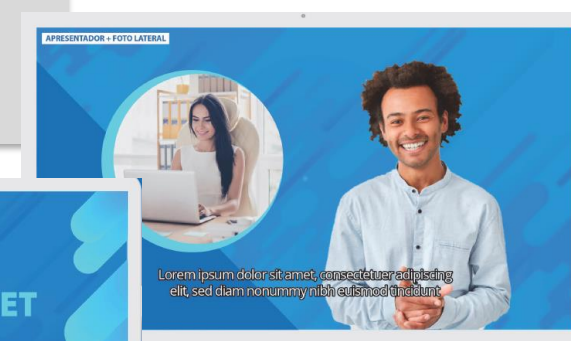 APRESENTADOR + FOTO LATERAL
Lorem ipsum dolor sit amet, consectetuer adipiscing
elit, sed diam nonummy nibh euismod tincidunt
ET